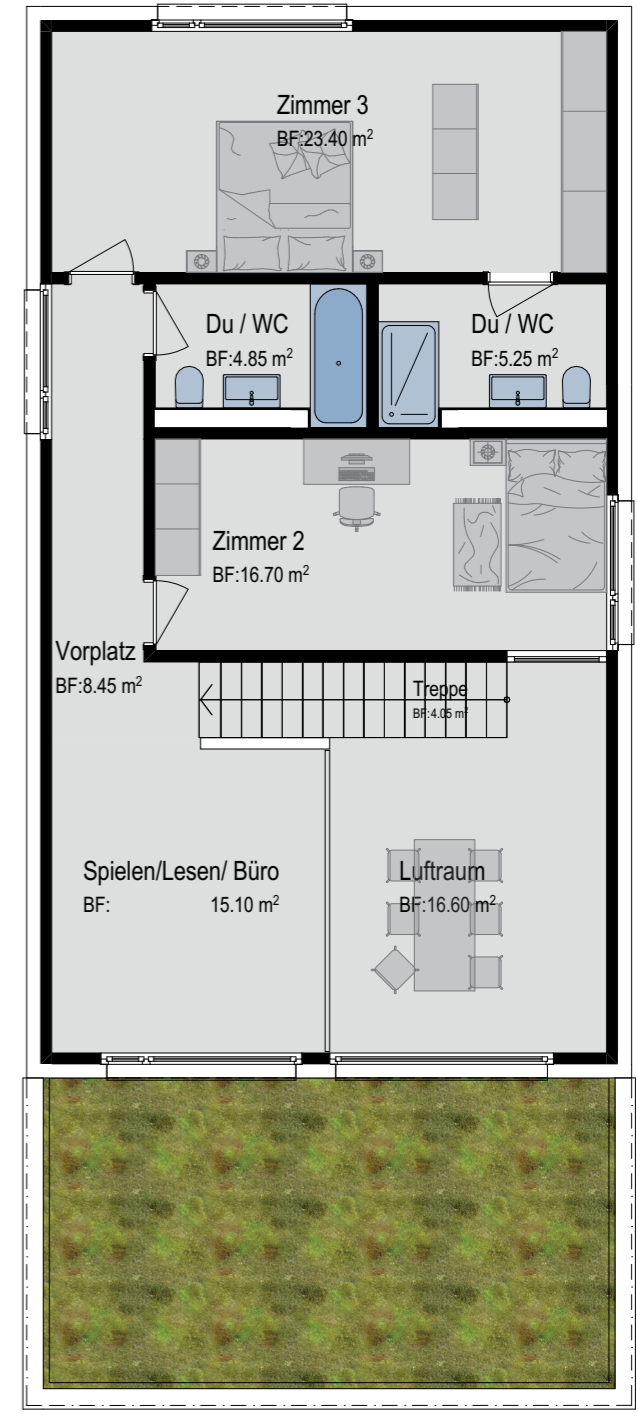 Zimmer 3
BF:23.40 m²
Du / WC
BF:4.85 m²
Du / WC
BF:5.25 m²
Zimmer 2
BF:16.70 m²
Vorplatz
BF:8.45 m²
Treppe
BF:4.05 m²
Spielen/Lesen/ Büro
BF: 15.10 m²
Luftraum
BF:16.60 m²